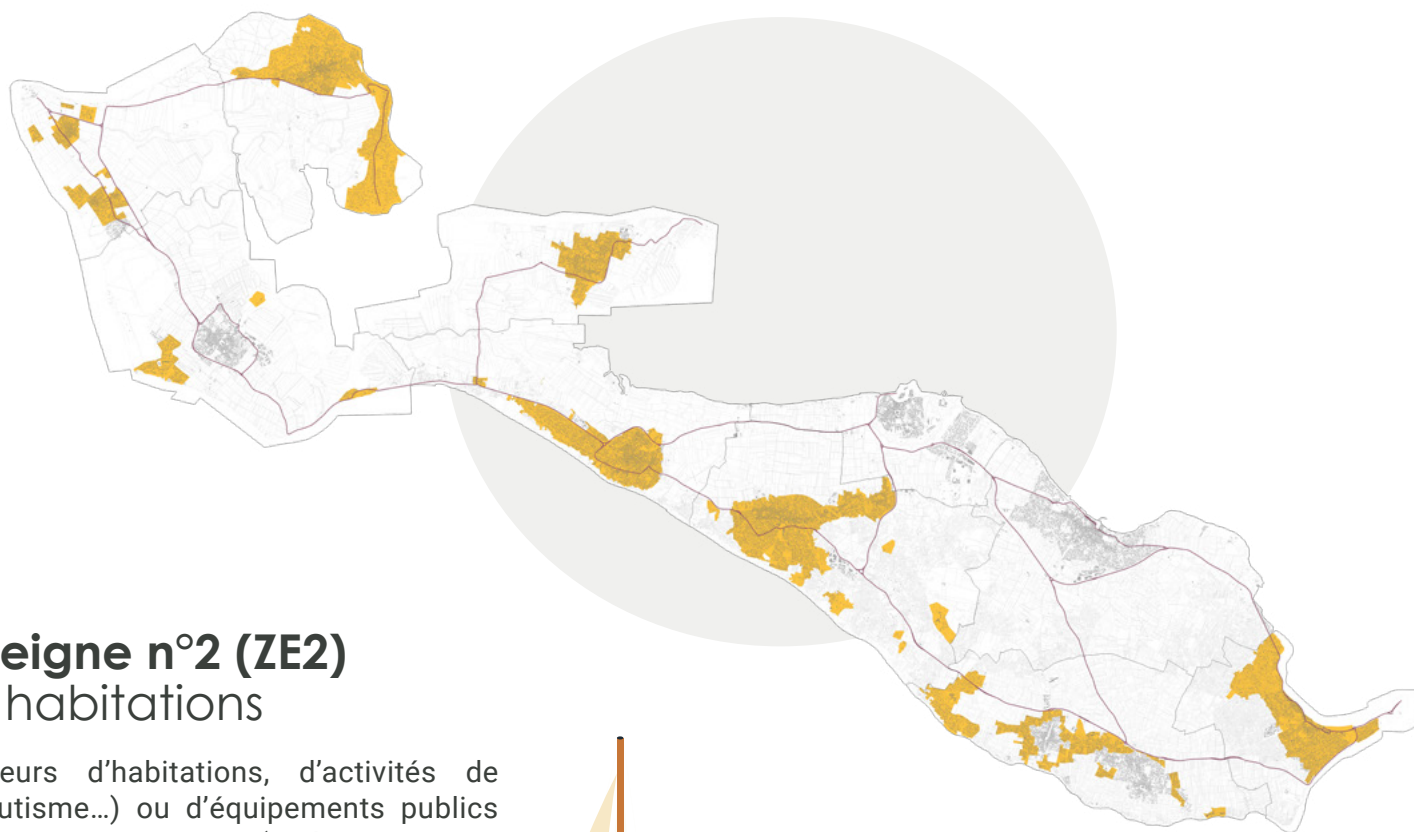 eigne n°2 (ZE2)
habitations
eurs d'habitations, d'activités de
utisme…) ou d'équipements publics